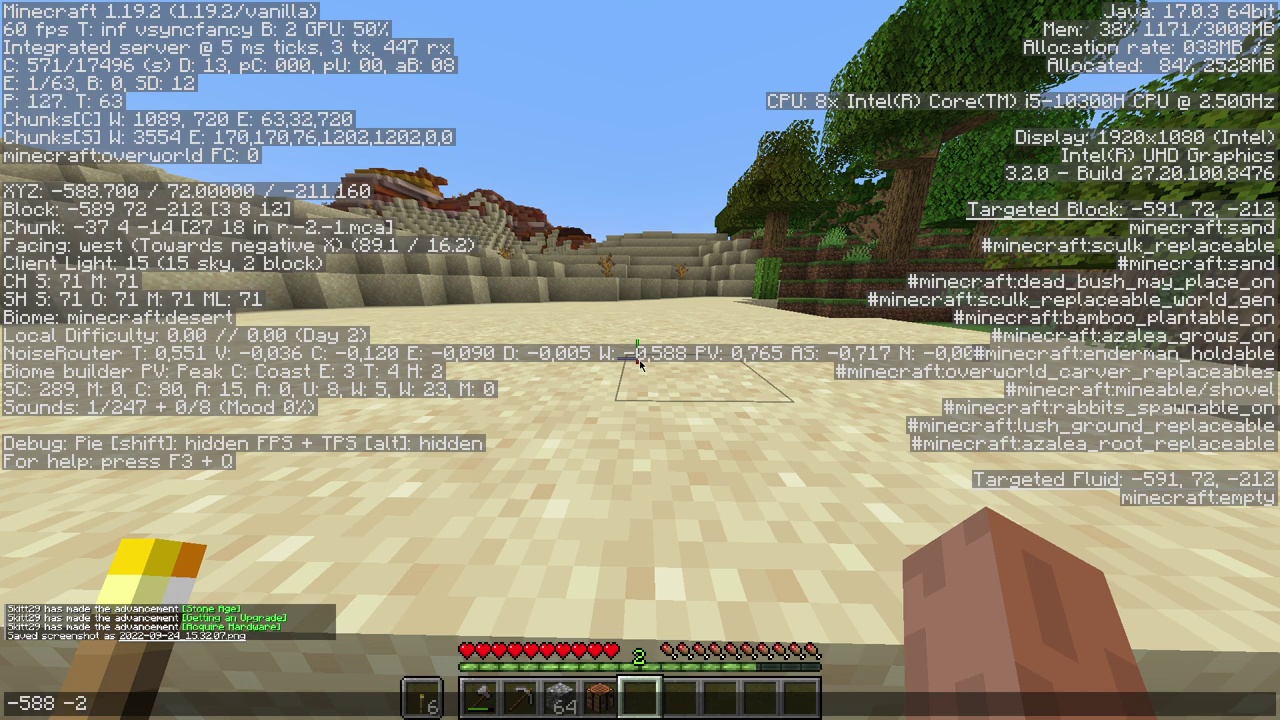 Minecraft 1.19.2 (1.19.2/vanilla)
60 fps T: inf vsyncfancy B: 2 GPU: 50%
Integrated server @ 5 ms ticks, 3 tx, 447 rx
C: 571/17496 (s) D: 13, pC: 000, pU: 00, aB: 08
E: 1/63, B: 0, SD: 12
P: 127. T: 63
Chunks[C] W: 1089, 720 E: 63,32,720
Chunks[S] W: 3554 E: 170,170,76,1202,1202,0,0
minecraft:overworld FC: 0
XYZ: -588.700 / 72.00000 / -211.160
Block: -589 72 -212 [3 8 12]
Chunk: -37 4 -14 [27 18 in r.-2.-1.mca]
Facing: west (Towards negative X) (89.1 / 16.2)
Client Light: 15 (15 sky, 2 block)
CH S: 71 M: 71
SH S: 71 O: 71 M: 71 ML: 71
Biome: minecraft:desert
Local Difficulty: 0.00 // 0.00 (Day 2)
NoiseRouter T: 0,551 V: -0,036 C: -0,120 E: -0,090 D: -0,005 W: -0,588 PV: 0,765 AS: -0,717 N: -0,00
Biome builder PV: Peak C: Coast E: 3 T: 4 H: 2
SC: 289, M: 0, C: 80, A: 15, A: 0, U: 8, W: 5, W: 23, M: 0
Sounds: 1/247 + 0/8 (Mood 0%)
Debug: Pie [shift]: hidden FPS + TPS [alt]: hidden
For help: press F3 + Q
Java: 17.0.3 64bit
Mem: 38% 1171/3008MB
Allocation rate: 038MB /s
Allocated: 84% 2528MB
CPU: 8x Intel(R) Core(TM) i5-10300H CPU @ 2.50GHz
Display: 1920x1080 (Intel)
Intel(R) UHD Graphics
3.2.0 - Build 27.20.100.8476
Targeted Block: -591, 72, -212
minecraft:sand
#minecraft:sculk_replaceable
#minecraft:sand
#minecraft:dead_bush_may_place_on
#minecraft:sculk_replaceable_world_gen
#minecraft:bamboo_plantable_on
#minecraft:azalea_grows_on
#minecraft:enderman_holdable
#minecraft:overworld_carver_replaceables
#minecraft:mineable/shovel
#minecraft:rabbits_spawnable_on
#minecraft:lush_ground_replaceable
#minecraft:azalea_root_replaceable
Targeted Fluid: -591, 72, -212
minecraft:empty
Skitt29 has made the advancement [Stone Age]
Skitt29 has made the advancement [Getting an Upgrade]
Skitt29 has made the advancement [Acquire Hardware]
Saved screenshot as 2022-09-24_15.32.07.png
2
6
64
-588 -2